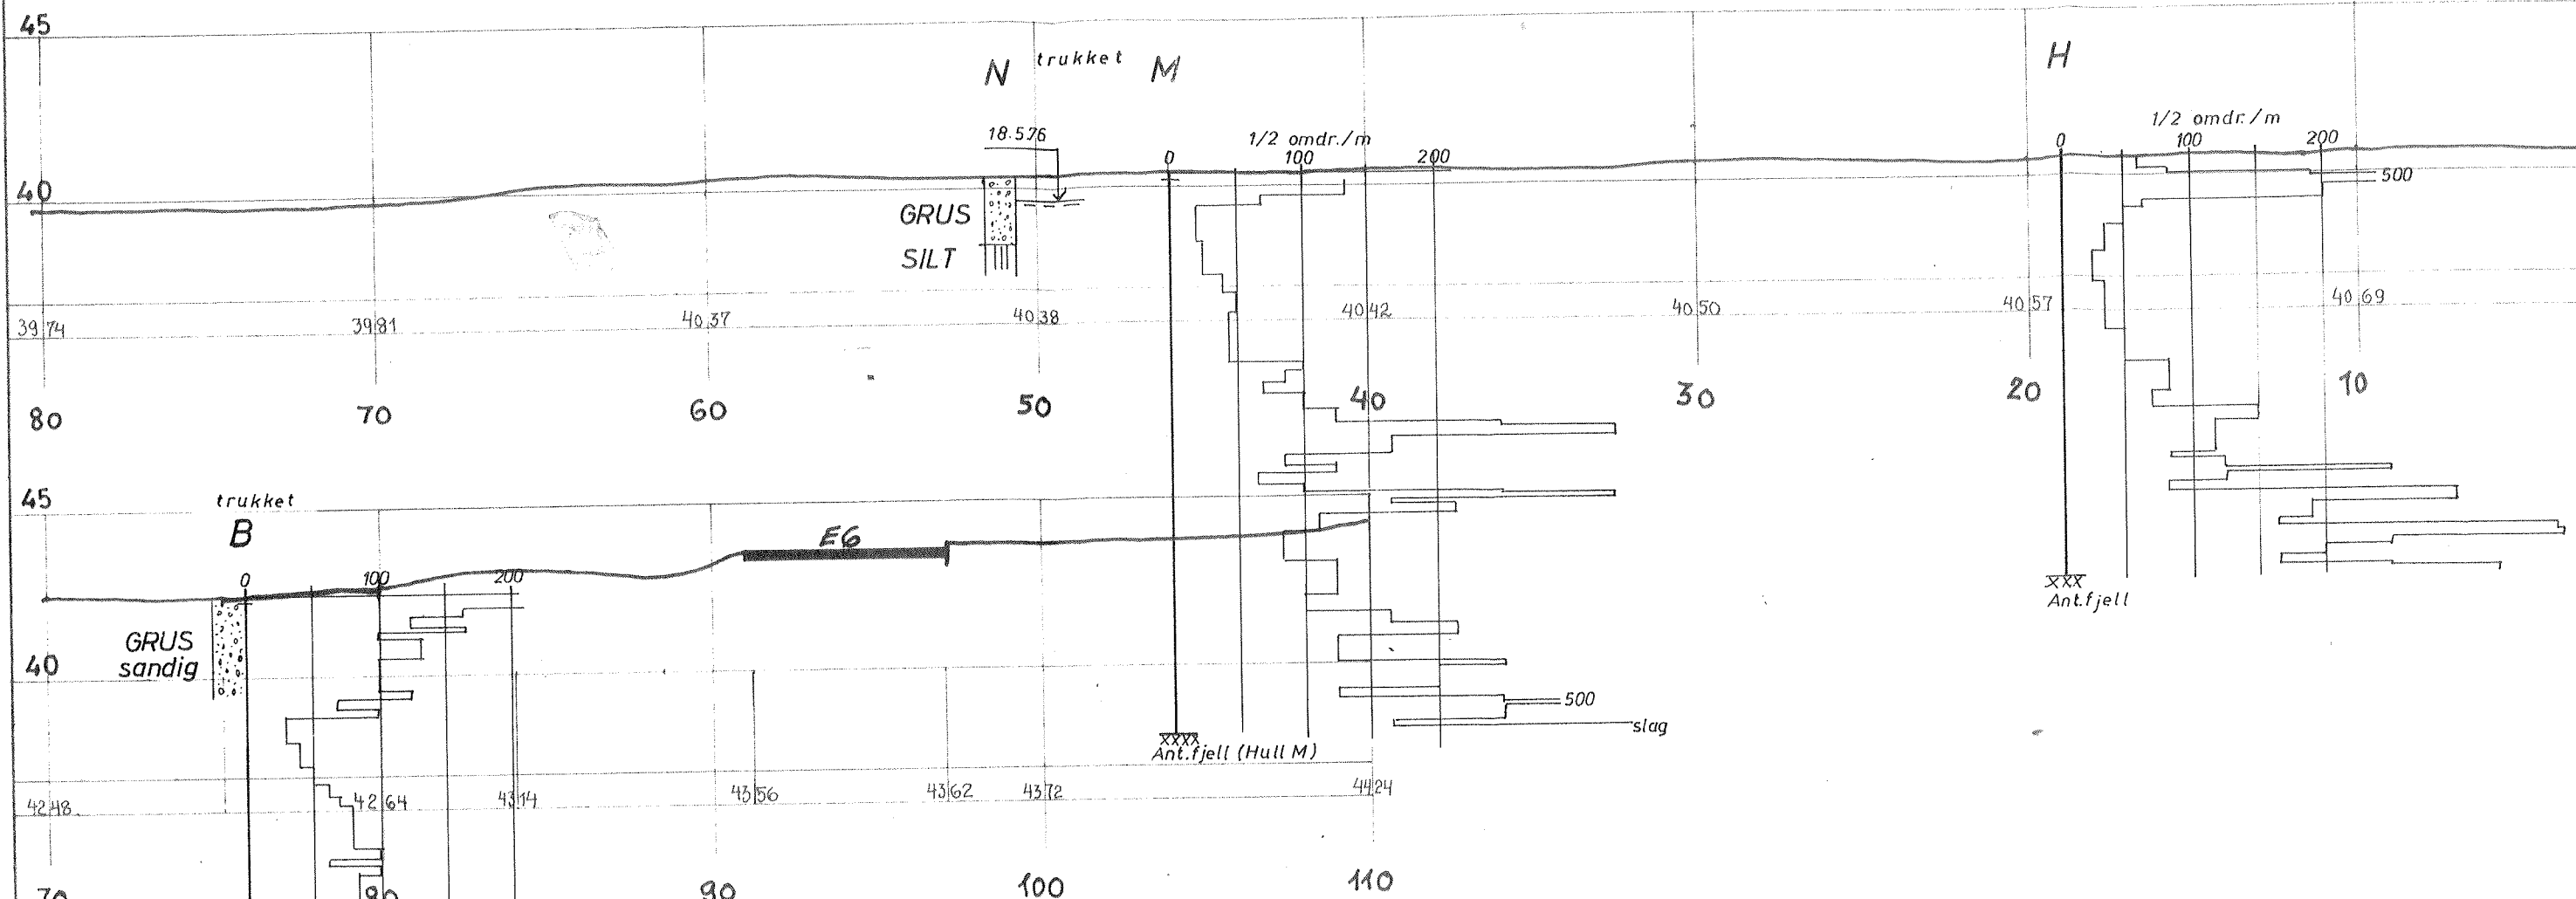 45
N trukket M
H
18.576
1/2 omdr./m
0 100 200
1/2 omdr./m
0 100 200
500
40
GRUS
SILT
39.74 39.81 40.37 40.38 40.42 40.50 40.57 40.69
80 70 60 50 40 30 20 10
45
trukket
B
E6
0 100 200
GRUS
sandig
40
XXX
Ant.fjell
500
slag
XXXX
Ant.fjell (Hull M)
42.48 42.64 43.14 43.56 43.62 43.72 44.24
70 80 90 100 110